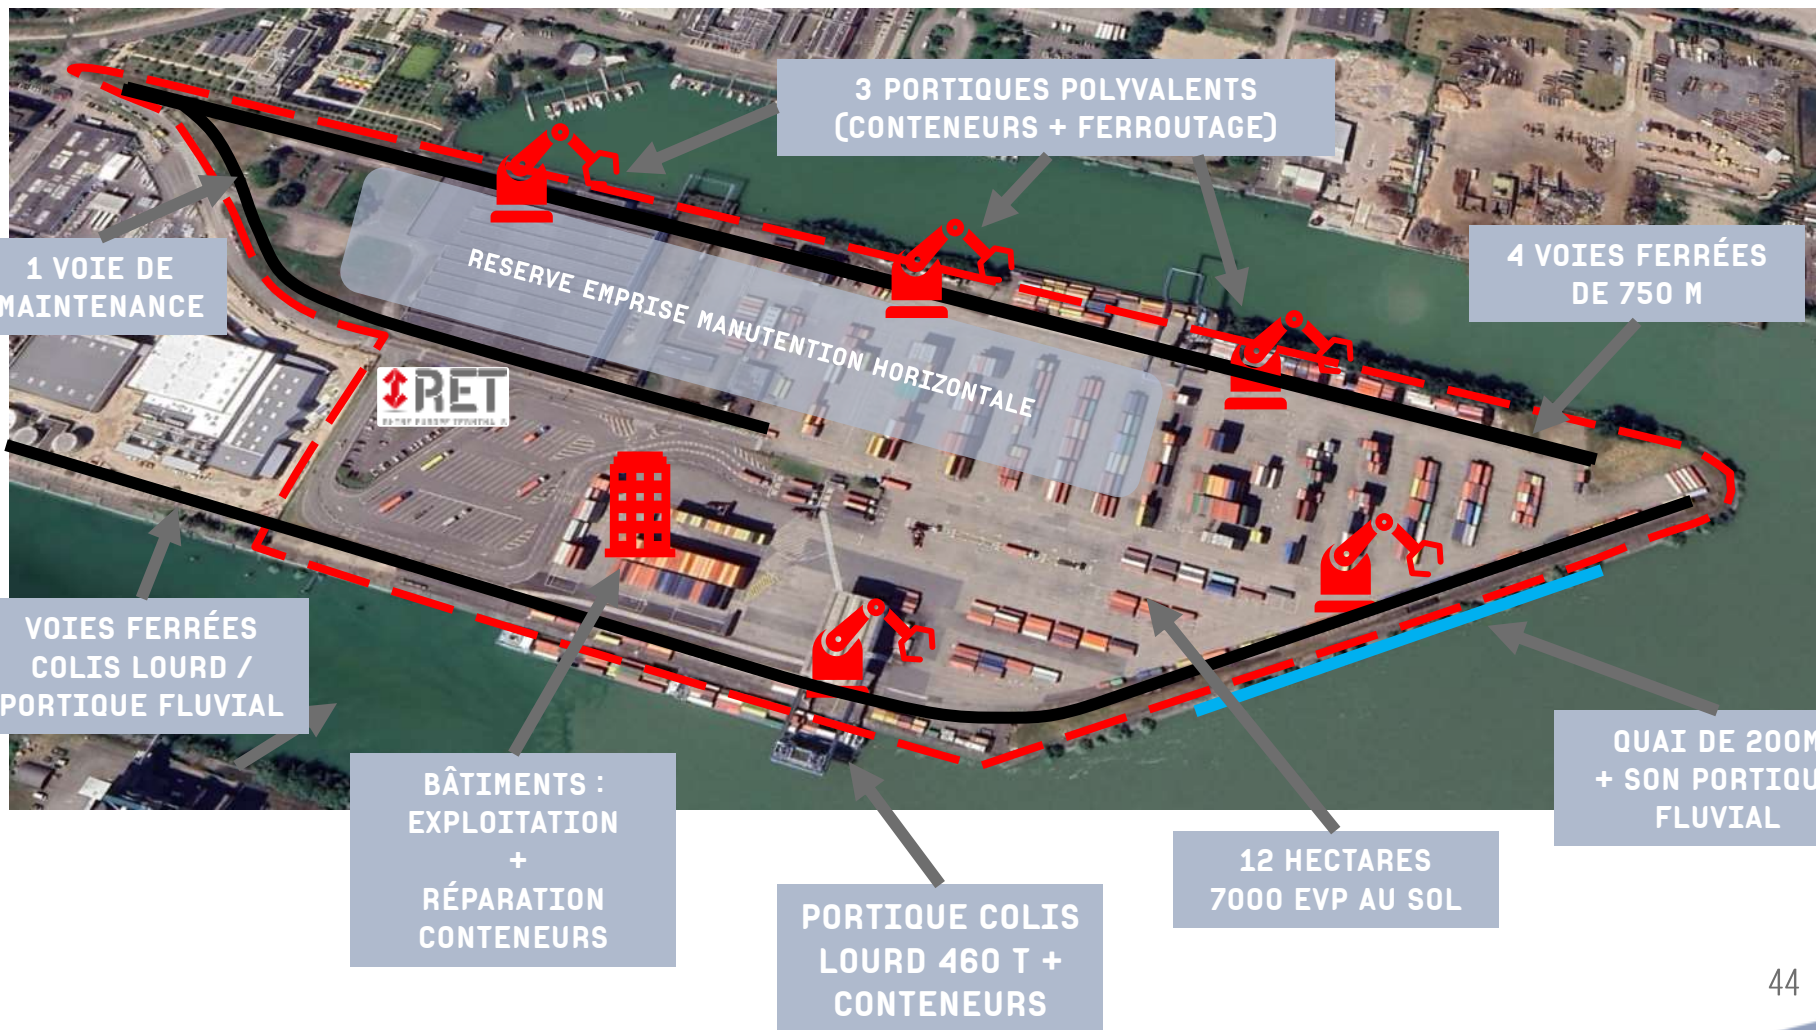 3 PORTIQUES POLYVALENTS
(CONTENEURS + FERROUTAGE)
1 VOIE DE
MAINTENANCE
4 VOIES FERRÉES
DE 750 M
RESERVE EMPRISE MANUTENTION HORIZONTALE
RET
VOIES FERRÉES
COLIS LOURD /
PORTIQUE FLUVIAL
QUAI DE 200M
+ SON PORTIQU
FLUVIAL
BÂTIMENTS :
EXPLOITATION
+
RÉPARATION
CONTENEURS
12 HECTARES
7000 EVP AU SOL
PORTIQUE COLIS
LOURD 460 T +
CONTENEURS
44